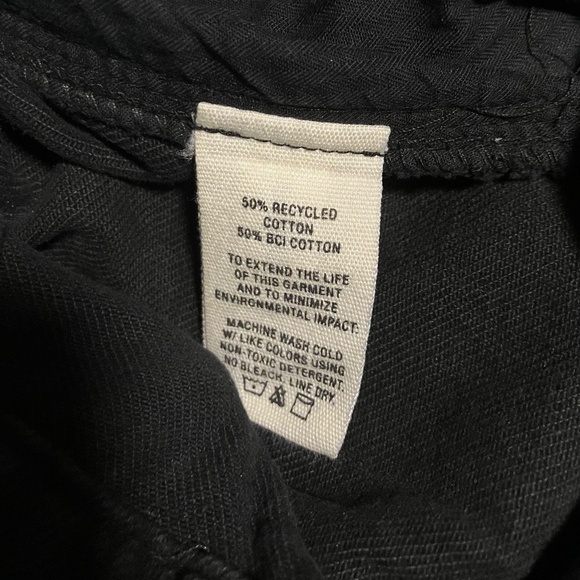 50% RECYCLED
COTTON
50% BCI COTTON
TO EXTEND THE LIFE
OF THIS GARMENT
AND TO MINIMIZE
ENVIRONMENTAL IMPACT.
MACHINE WASH COLD
W/ LIKE COLORS USING
NON-TOXIC DETERGENT.
NO BLEACH. LINE DRY.